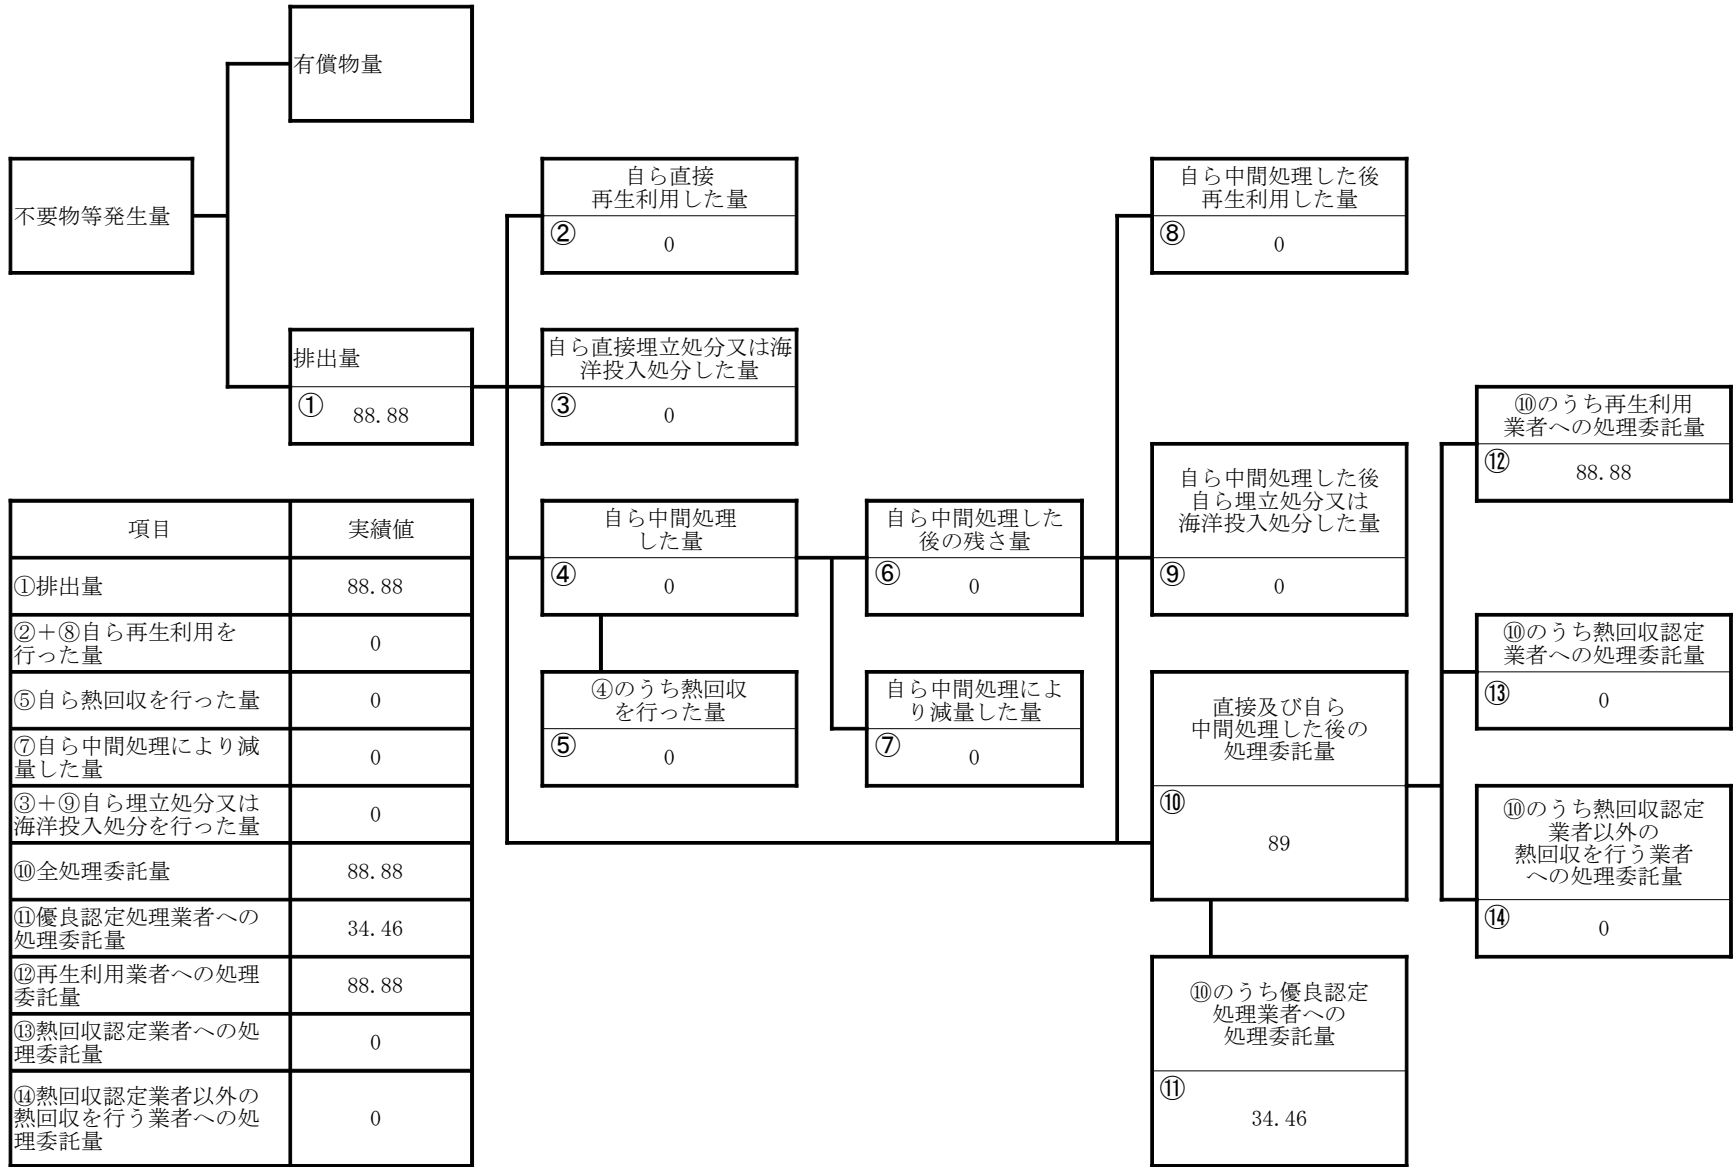 有償物量
不要物等発生量
排出量
①
88.88
自ら直接
再生利用した量
②
0
自ら直接埋立処分又は海
洋投入処分した量
③
0
自ら中間処理
した量
④
0
④のうち熱回収
を行った量
⑤
0
自ら中間処理した
後の残さ量
⑥
0
自ら中間処理によ
り減量した量
⑦
0
自ら中間処理した後
再生利用した量
⑧
0
自ら中間処理した後
自ら埋立処分又は
海洋投入処分した量
⑨
0
直接及び自ら
中間処理した後の
処理委託量
⑩
89
⑩のうち優良認定
処理業者への
処理委託量
⑪
34.46
⑩のうち再生利用
業者への処理委託量
⑫
88.88
⑩のうち熱回収認定
業者への処理委託量
⑬
0
⑩のうち熱回収認定
業者以外の
熱回収を行う業者
への処理委託量
⑭
0
項目 実績値
①排出量 88.88
②＋⑧自ら再生利用を
行った量 0
⑤自ら熱回収を行った量 0
⑦自ら中間処理により減
量した量 0
③＋⑨自ら埋立処分又は
海洋投入処分を行った量 0
⑩全処理委託量 88.88
⑪優良認定処理業者への
処理委託量 34.46
⑫再生利用業者への処理
委託量 88.88
⑬熱回収認定業者への処
理委託量 0
⑭熱回収認定業者以外の
熱回収を行う業者への処
理委託量 0